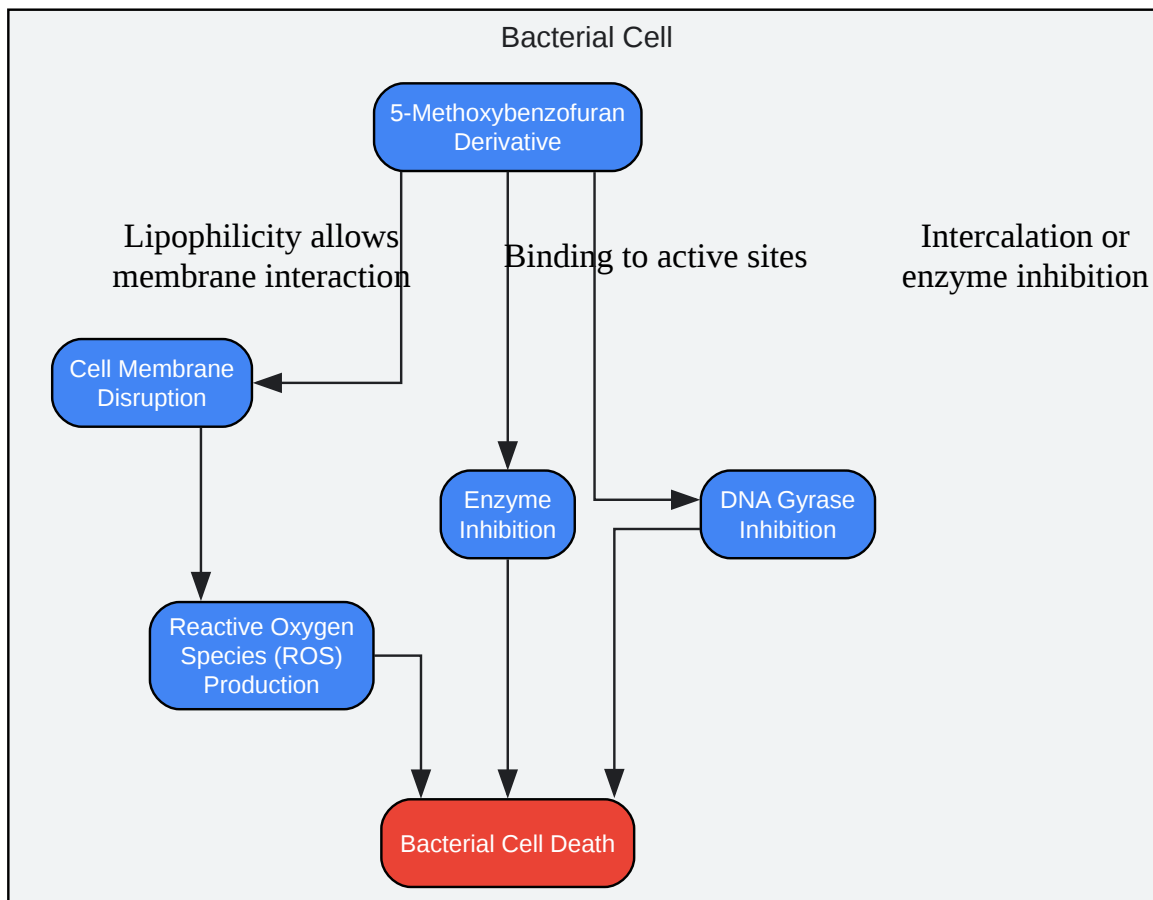 Bacterial Cell
5-Methoxybenzofuran
Derivative
Lipophilicity allows
membrane interaction
Binding to active sites
Intercalation or
enzyme inhibition
Cell Membrane
Disruption
Enzyme
Inhibition
DNA Gyrase
Inhibition
Reactive Oxygen
Species (ROS)
Production
Bacterial Cell Death